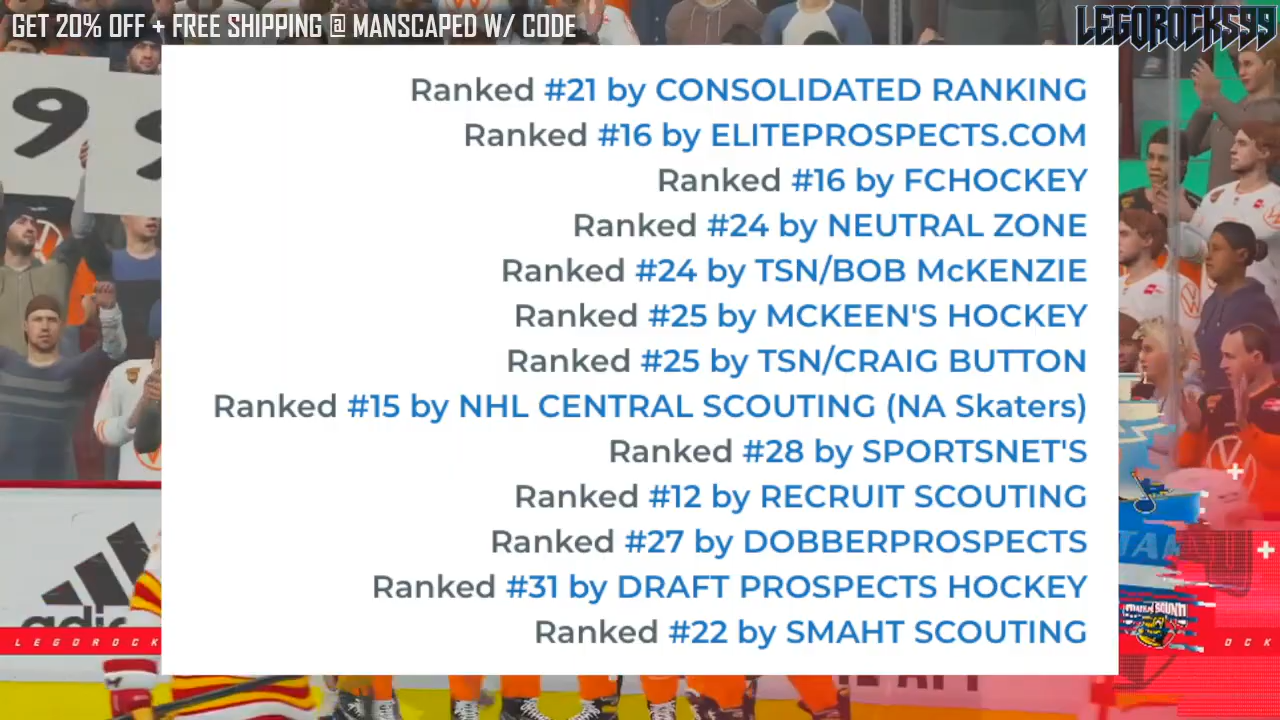 GET 20% OFF + FREE SHIPPING @ MANSCAPED W/ CODE
LEGOROCKS99
9
Ranked #21 by CONSOLIDATED RANKING
Ranked #16 by ELITEPROSPECTS.COM
Ranked #16 by FCHOCKEY
Ranked #24 by NEUTRAL ZONE
Ranked #24 by TSN/BOB McKENZIE
Ranked #25 by MCKEEN'S HOCKEY
Ranked #25 by TSN/CRAIG BUTTON
Ranked #15 by NHL CENTRAL SCOUTING (NA Skaters)
Ranked #28 by SPORTSNET'S
Ranked #12 by RECRUIT SCOUTING
Ranked #27 by DOBBERPROSPECTS
Ranked #31 by DRAFT PROSPECTS HOCKEY
Ranked #22 by SMAHT SCOUTING
LEGOROCK
OCK